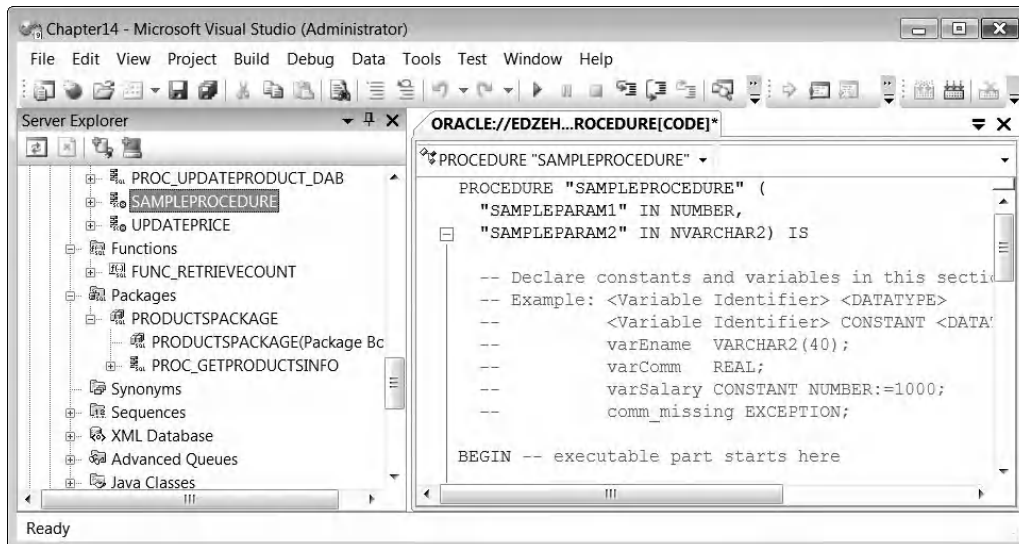 Chapter14 - Microsoft Visual Studio (Administrator)
File Edit View Project Build Debug Data Tools Test Window Help
Server Explorer
PROC_UPDATEPRODUCT_DAB
SAMPLEPROCEDURE
UPDATEPRICE
Functions
FUNC_RETRIEVECOUNT
Packages
PRODUCTSPACKAGE
PRODUCTSPACKAGE(Package Bc
PROC_GETPRODUCTSINFO
Synonyms
Sequences
XML Database
Advanced Queues
Java Classes
ORACLE://EDZEH...ROCEDURE[CODE]*
PROCEDURE "SAMPLEPROCEDURE"
PROCEDURE "SAMPLEPROCEDURE" (
"SAMPLEPARAM1" IN NUMBER,
"SAMPLEPARAM2" IN NVARCHAR2) IS
-- Declare constants and variables in this sectio
-- Example: <Variable Identifier> <DATATYPE>
-- <Variable Identifier> CONSTANT <DATAT
-- varEname VARCHAR2(40);
-- varComm REAL;
-- varSalary CONSTANT NUMBER:=1000;
-- comm_missing EXCEPTION;
BEGIN -- executable part starts here
Ready